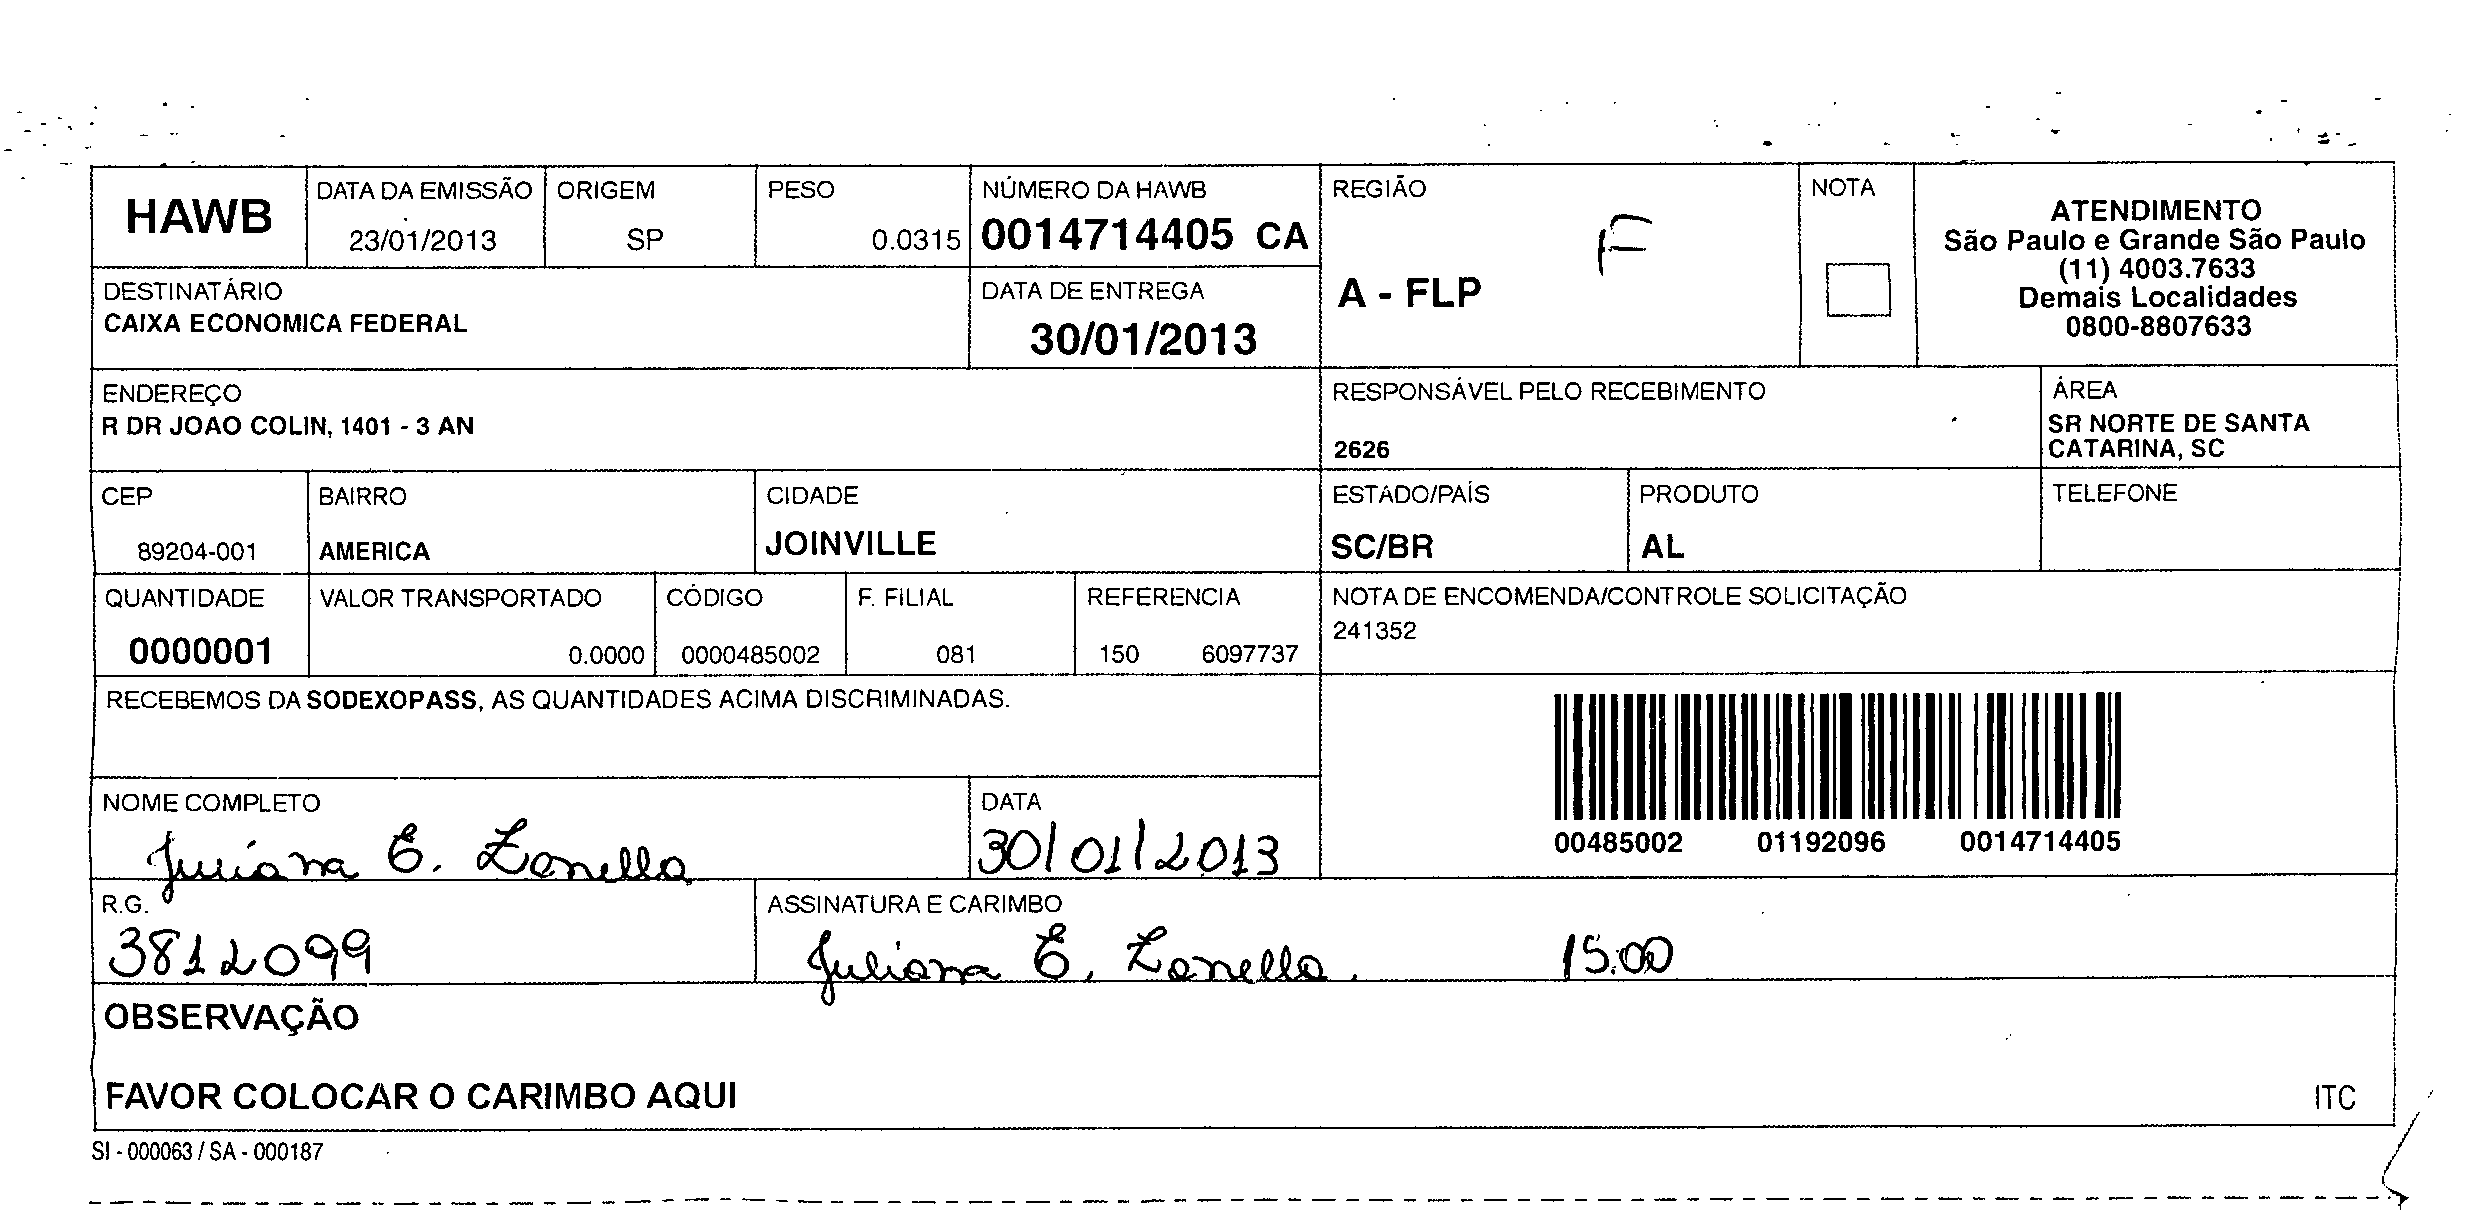 HAWB
DATA DA EMISSÃO
23/01/2013
ORIGEM
SP
PESO
0.0315
NÚMERO DA HAWB
0014714405 CA
REGIÃO
A - FLP
F
NOTA
ATENDIMENTO
São Paulo e Grande São Paulo
(11) 4003.7633
Demais Localidades
0800-8807633
DESTINATÁRIO
CAIXA ECONOMICA FEDERAL
DATA DE ENTREGA
30/01/2013
ENDEREÇO
R DR JOAO COLIN, 1401 - 3 AN
RESPONSÁVEL PELO RECEBIMENTO
2626
ÁREA
SR NORTE DE SANTA
CATARINA, SC
CEP
89204-001
BAIRRO
AMERICA
CIDADE
JOINVILLE
ESTADO/PAÍS
SC/BR
PRODUTO
AL
TELEFONE
QUANTIDADE
0000001
VALOR TRANSPORTADO
0.0000
CÓDIGO
0000485002
F. FILIAL
081
REFERENCIA
150 6097737
NOTA DE ENCOMENDA/CONTROLE SOLICITAÇÃO
241352
RECEBEMOS DA SODEXOPASS, AS QUANTIDADES ACIMA DISCRIMINADAS.
00485002 01192096 0014714405
NOME COMPLETO
Juliana E. Zanella
DATA
30/01/2013
R.G.
3812099
ASSINATURA E CARIMBO
Juliana E. Zanella. 15:00
OBSERVAÇÃO
FAVOR COLOCAR O CARIMBO AQUI
ITC
SI - 000063 / SA - 000187